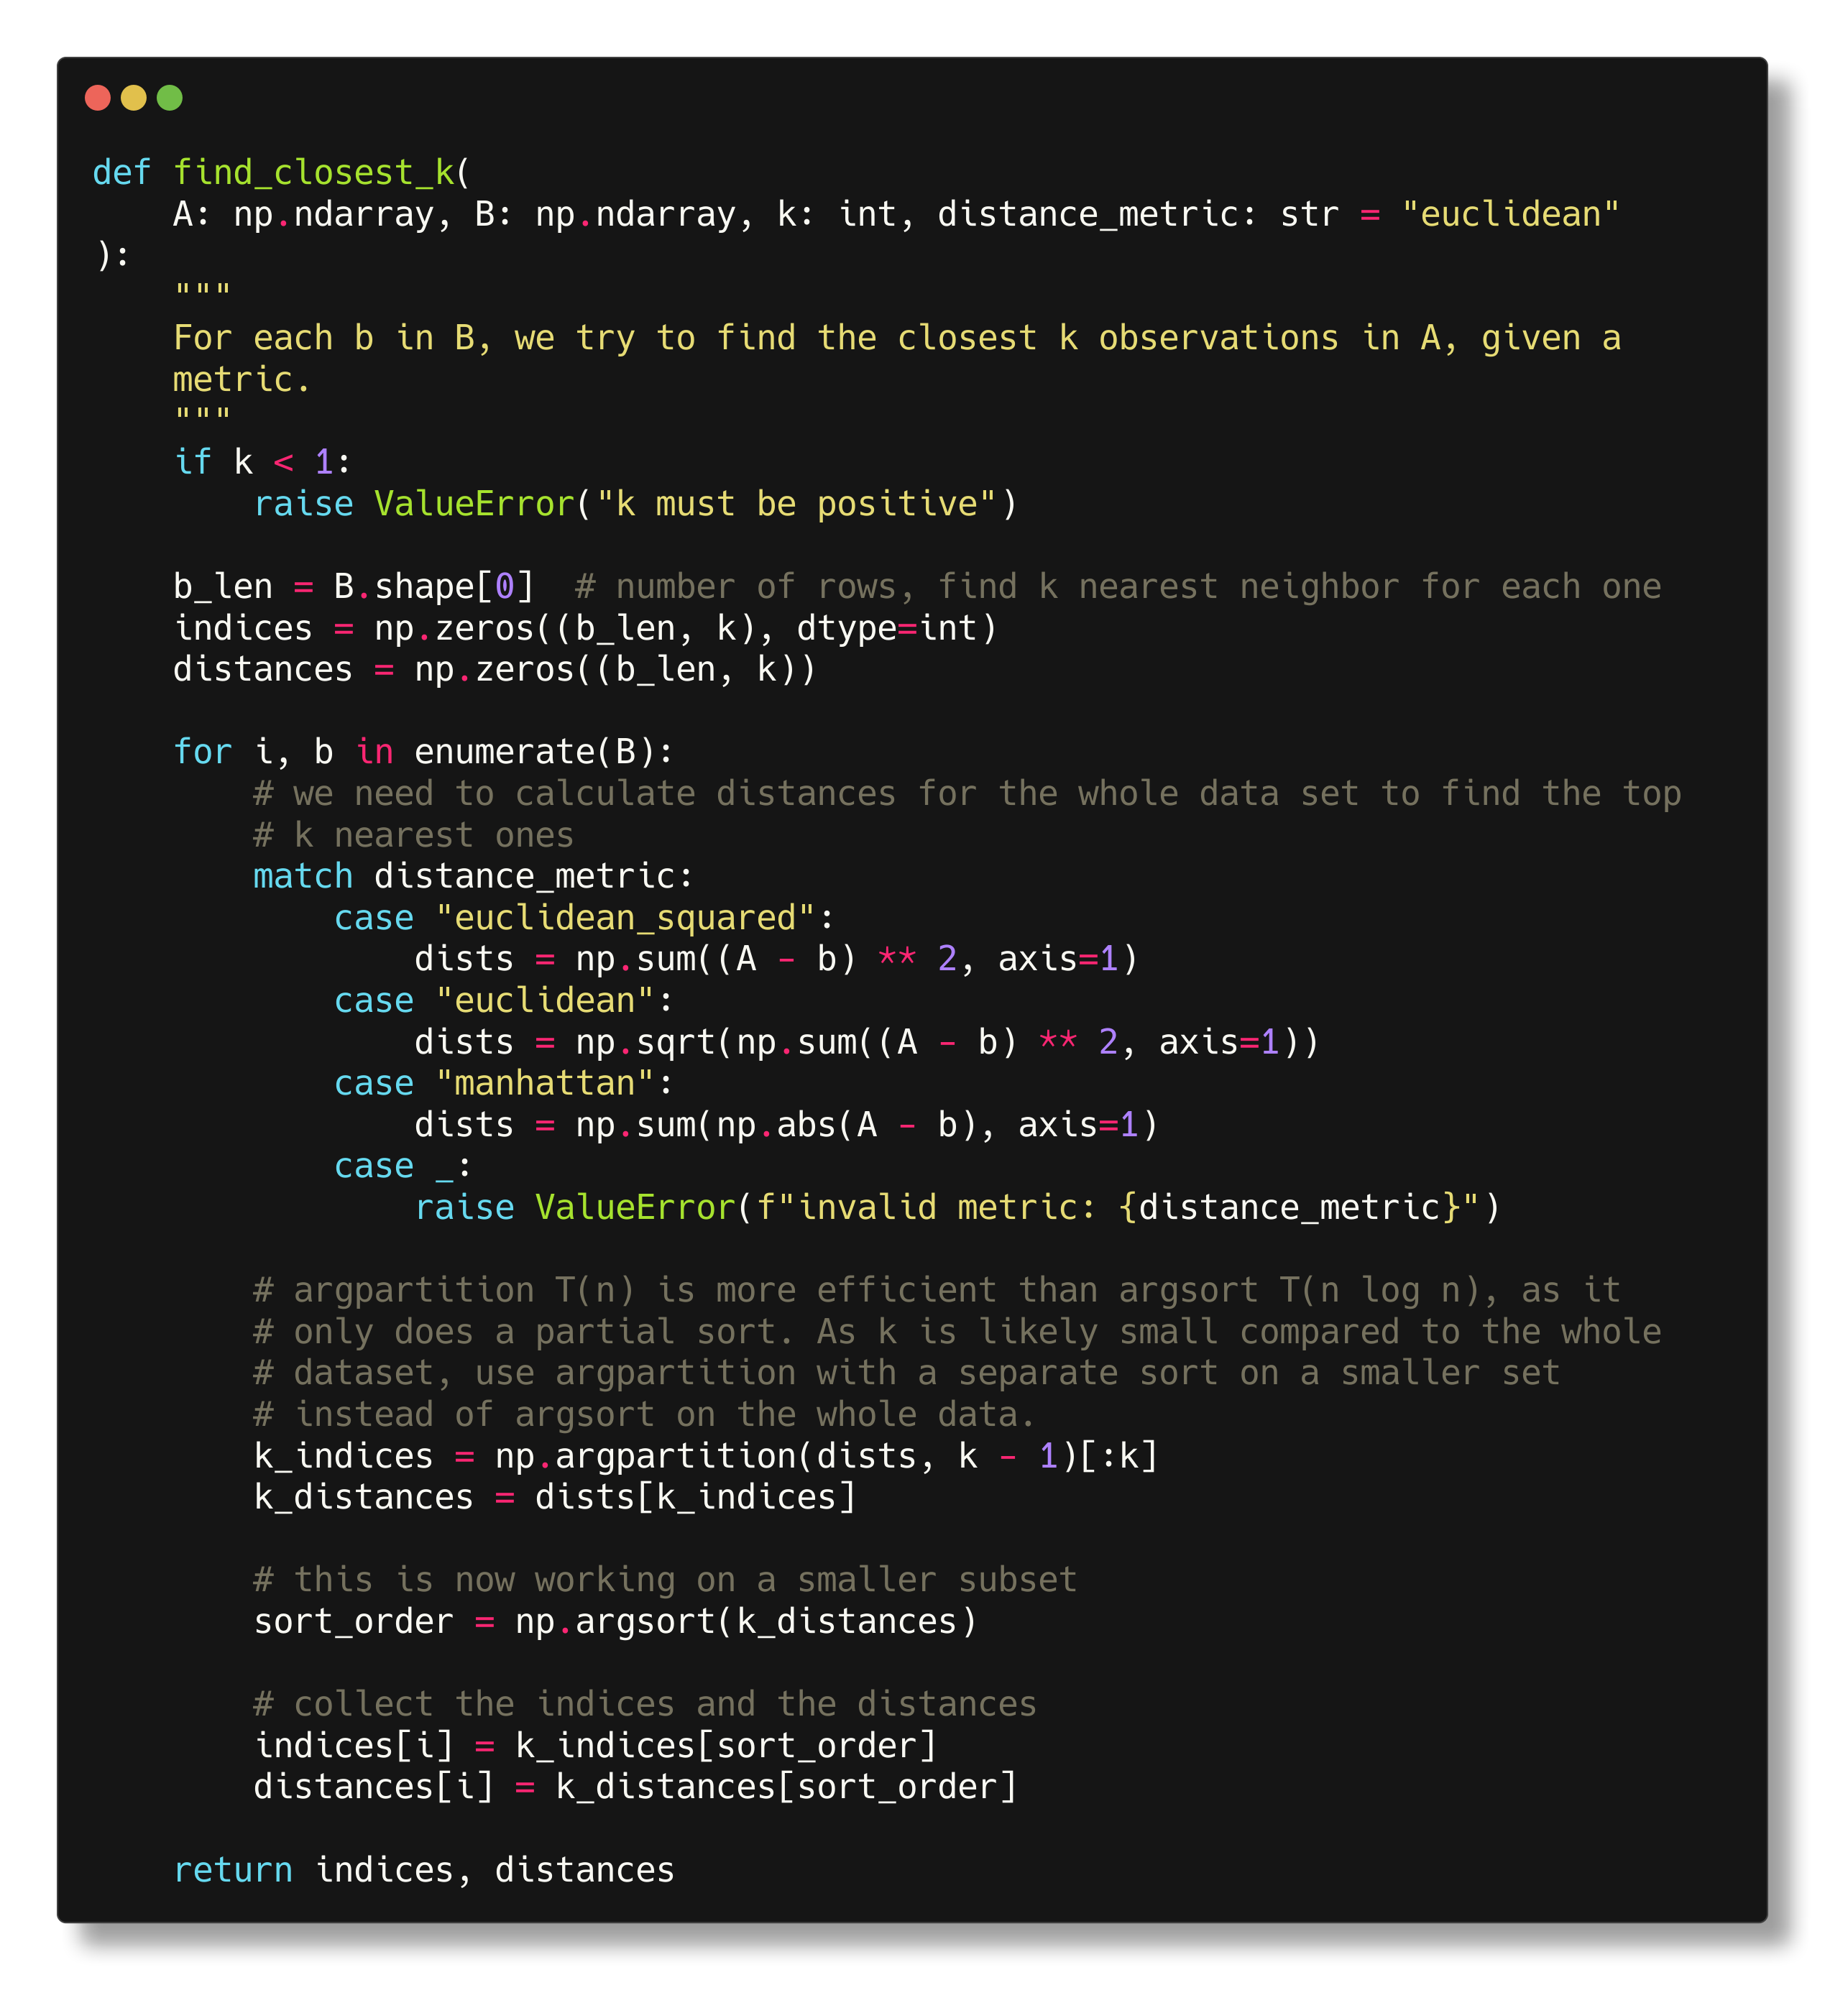 def find_closest_k(
    A: np.ndarray, B: np.ndarray, k: int, distance_metric: str = "euclidean"
):
    """
    For each b in B, we try to find the closest k observations in A, given a
    metric.
    """
    if k < 1:
        raise ValueError("k must be positive")

    b_len = B.shape[0]  # number of rows, find k nearest neighbor for each one
    indices = np.zeros((b_len, k), dtype=int)
    distances = np.zeros((b_len, k))

    for i, b in enumerate(B):
        # we need to calculate distances for the whole data set to find the top
        # k nearest ones
        match distance_metric:
            case "euclidean_squared":
                dists = np.sum((A - b) ** 2, axis=1)
            case "euclidean":
                dists = np.sqrt(np.sum((A - b) ** 2, axis=1))
            case "manhattan":
                dists = np.sum(np.abs(A - b), axis=1)
            case _:
                raise ValueError(f"invalid metric: {distance_metric}")

        # argpartition T(n) is more efficient than argsort T(n log n), as it
        # only does a partial sort. As k is likely small compared to the whole
        # dataset, use argpartition with a separate sort on a smaller set
        # instead of argsort on the whole data.
        k_indices = np.argpartition(dists, k - 1)[:k]
        k_distances = dists[k_indices]

        # this is now working on a smaller subset
        sort_order = np.argsort(k_distances)

        # collect the indices and the distances
        indices[i] = k_indices[sort_order]
        distances[i] = k_distances[sort_order]

    return indices, distances